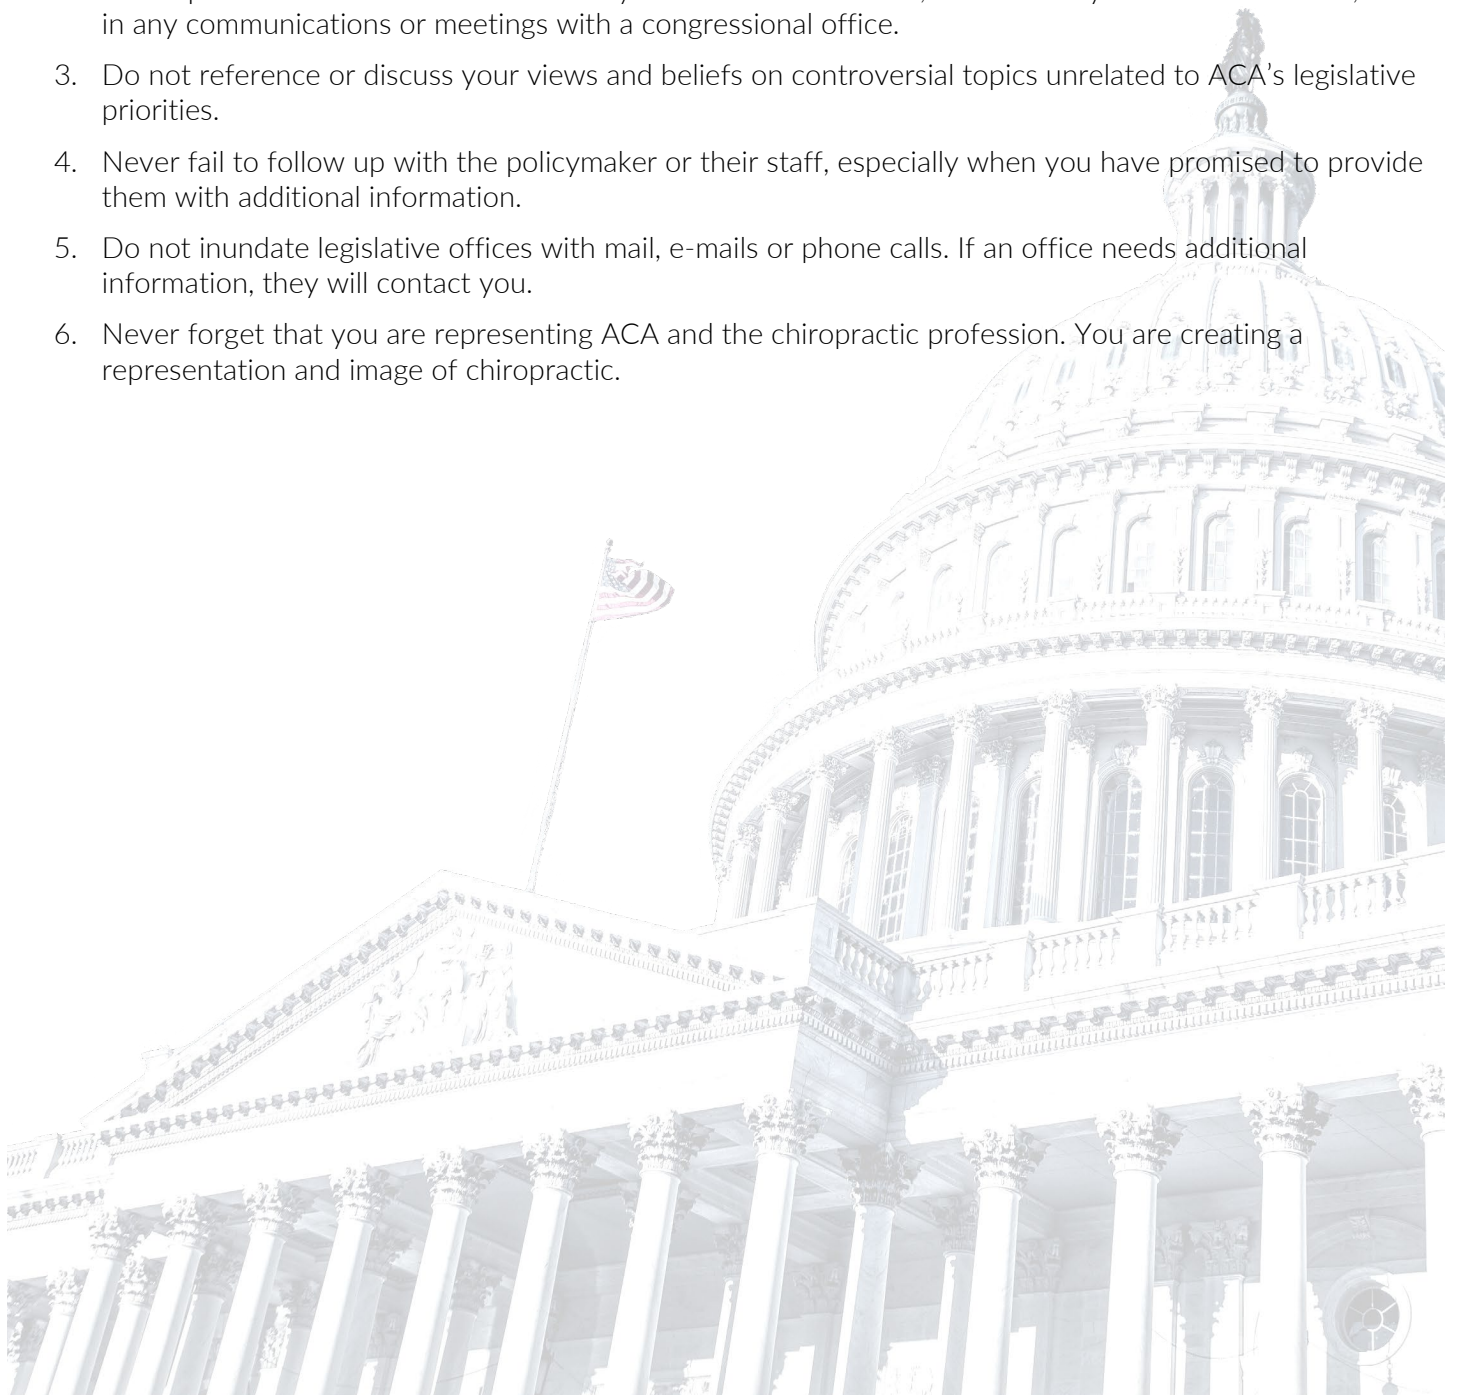 in any communications or meetings with a congressional office.
3. Do not reference or discuss your views and beliefs on controversial topics unrelated to ACA’s legislative
priorities.
4. Never fail to follow up with the policymaker or their staff, especially when you have promised to provide
them with additional information.
5. Do not inundate legislative offices with mail, e-mails or phone calls. If an office needs additional
information, they will contact you.
6. Never forget that you are representing ACA and the chiropractic profession. You are creating a
representation and image of chiropractic.